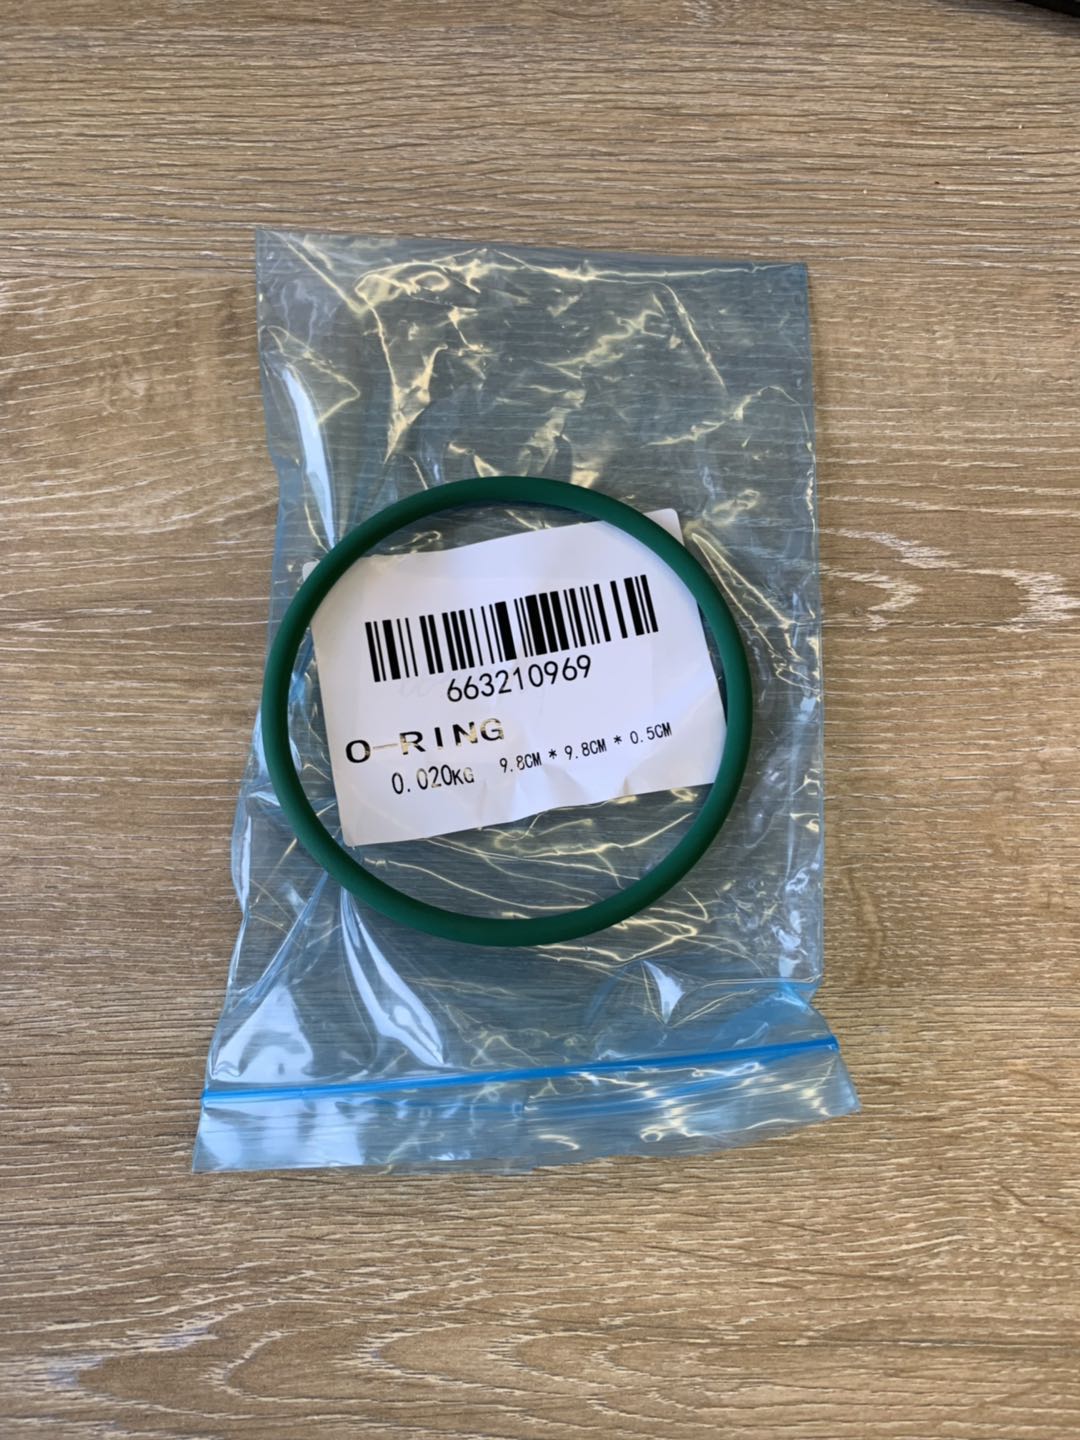 663210969
O-RING
0.020KG 9.8CM * 9.8CM * 0.5CM